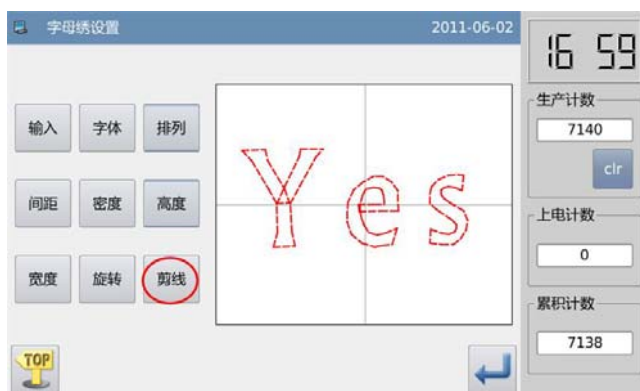 字母绣设置 2011-06-02
16 59
生产计数
7140
clr
上电计数
0
累积计数
7138
输入 字体 排列
间距 密度 高度
宽度 旋转 剪线
Yes
TOP